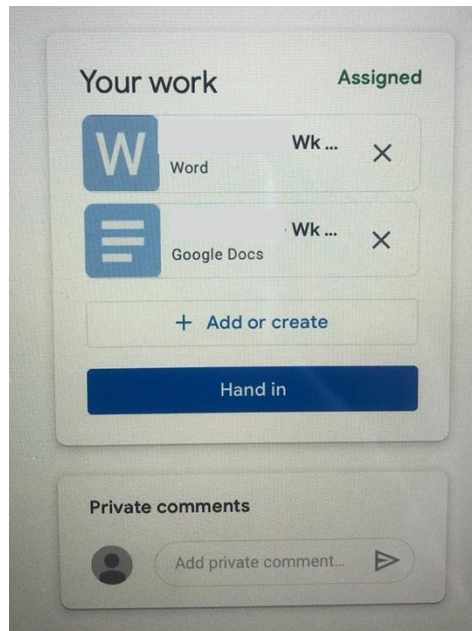 Your work
Assigned
W
Wk ...
Word
Wk ...
Google Docs
+ Add or create
Hand in
Private comments
Add private comment...